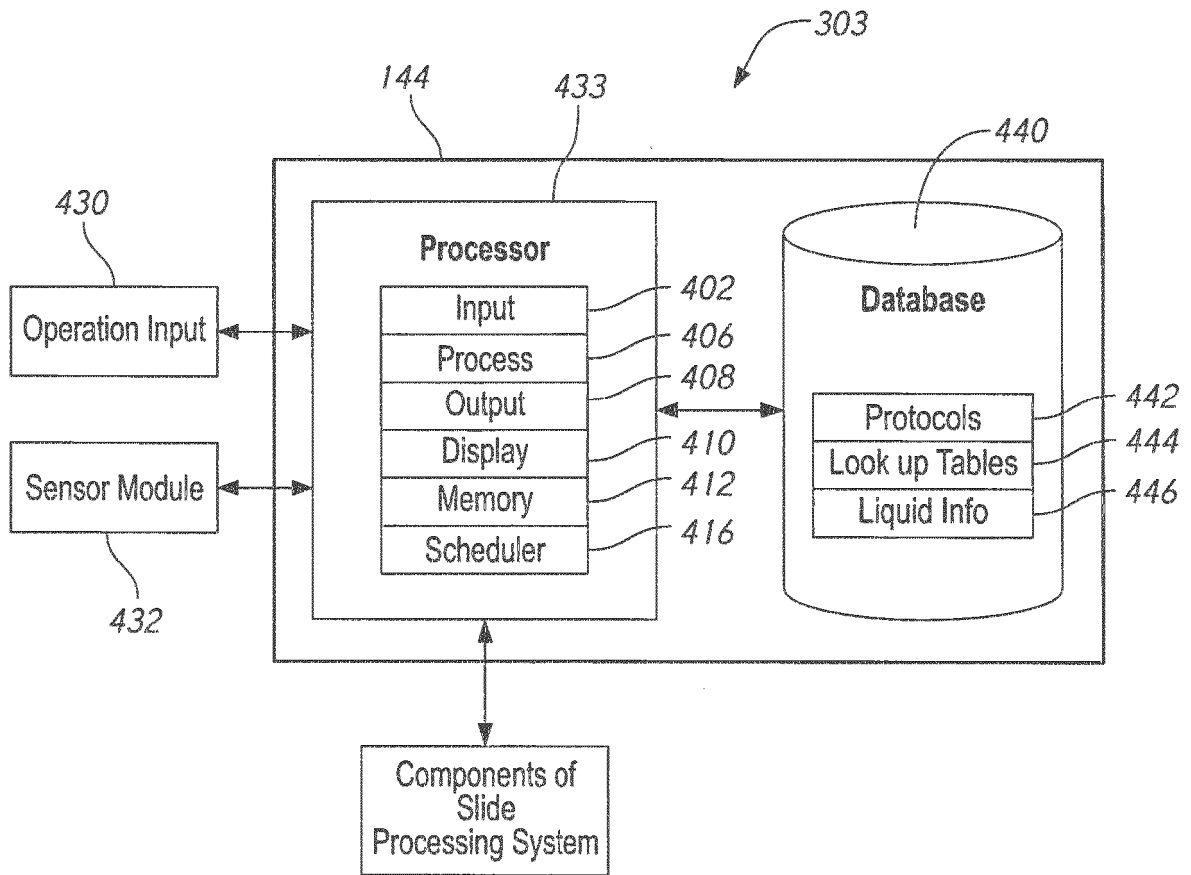 303
144
433
440
430
Processor
Operation Input
Input
402
Process
406
Output
408
Display
410
Memory
412
Scheduler
416
Database
Protocols
442
Look up Tables
444
Liquid Info
446
Sensor Module
432
Components of
Slide
Processing System